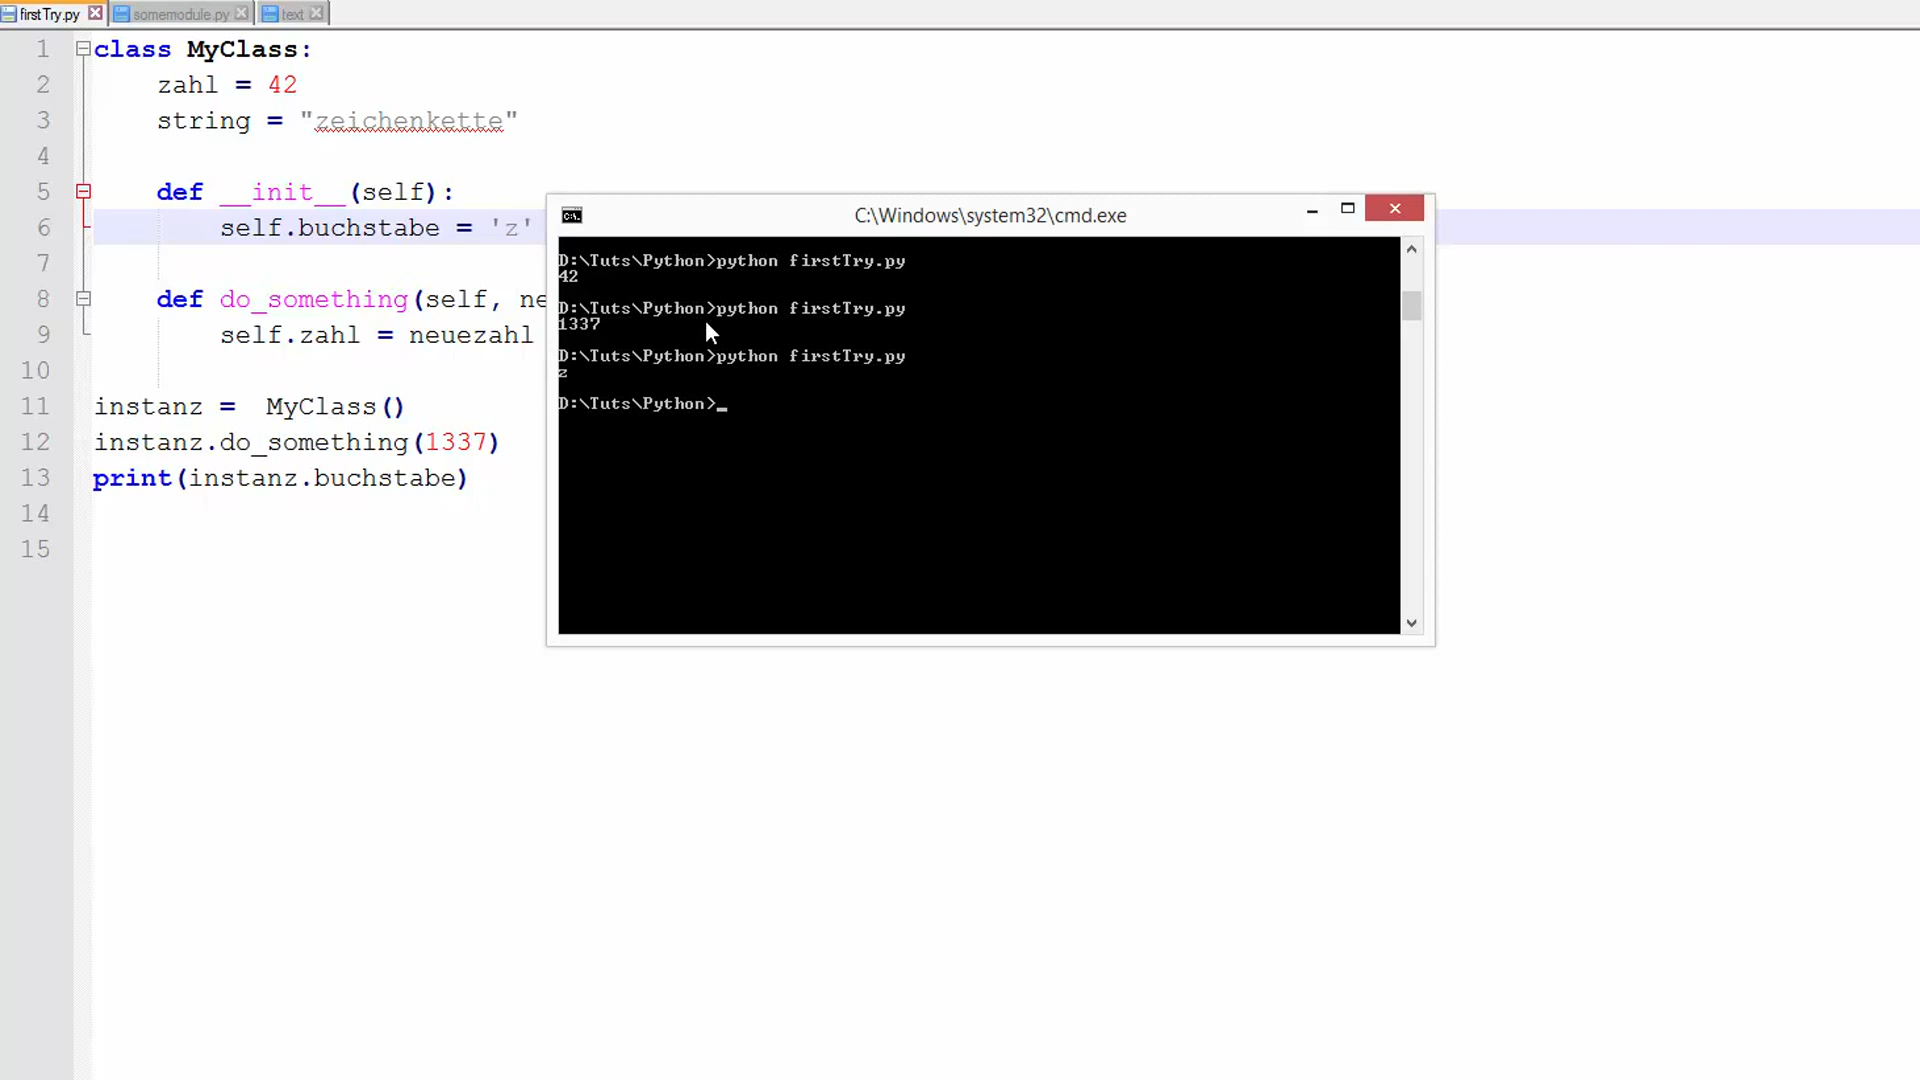 firstTry.py somemodule.py text
1 class MyClass:
2 zahl = 42
3 string = "zeichenkette"
4
5 def __init__(self):
6 self.buchstabe = 'z'
7
8 def do_something(self, ne
9 self.zahl = neuezahl
10
11 instanz = MyClass()
12 instanz.do_something(1337)
13 print(instanz.buchstabe)
14
15
C:\Windows\system32\cmd.exe
D:\Tuts\Python>python firstTry.py
42
D:\Tuts\Python>python firstTry.py
1337
D:\Tuts\Python>python firstTry.py
z
D:\Tuts\Python>_